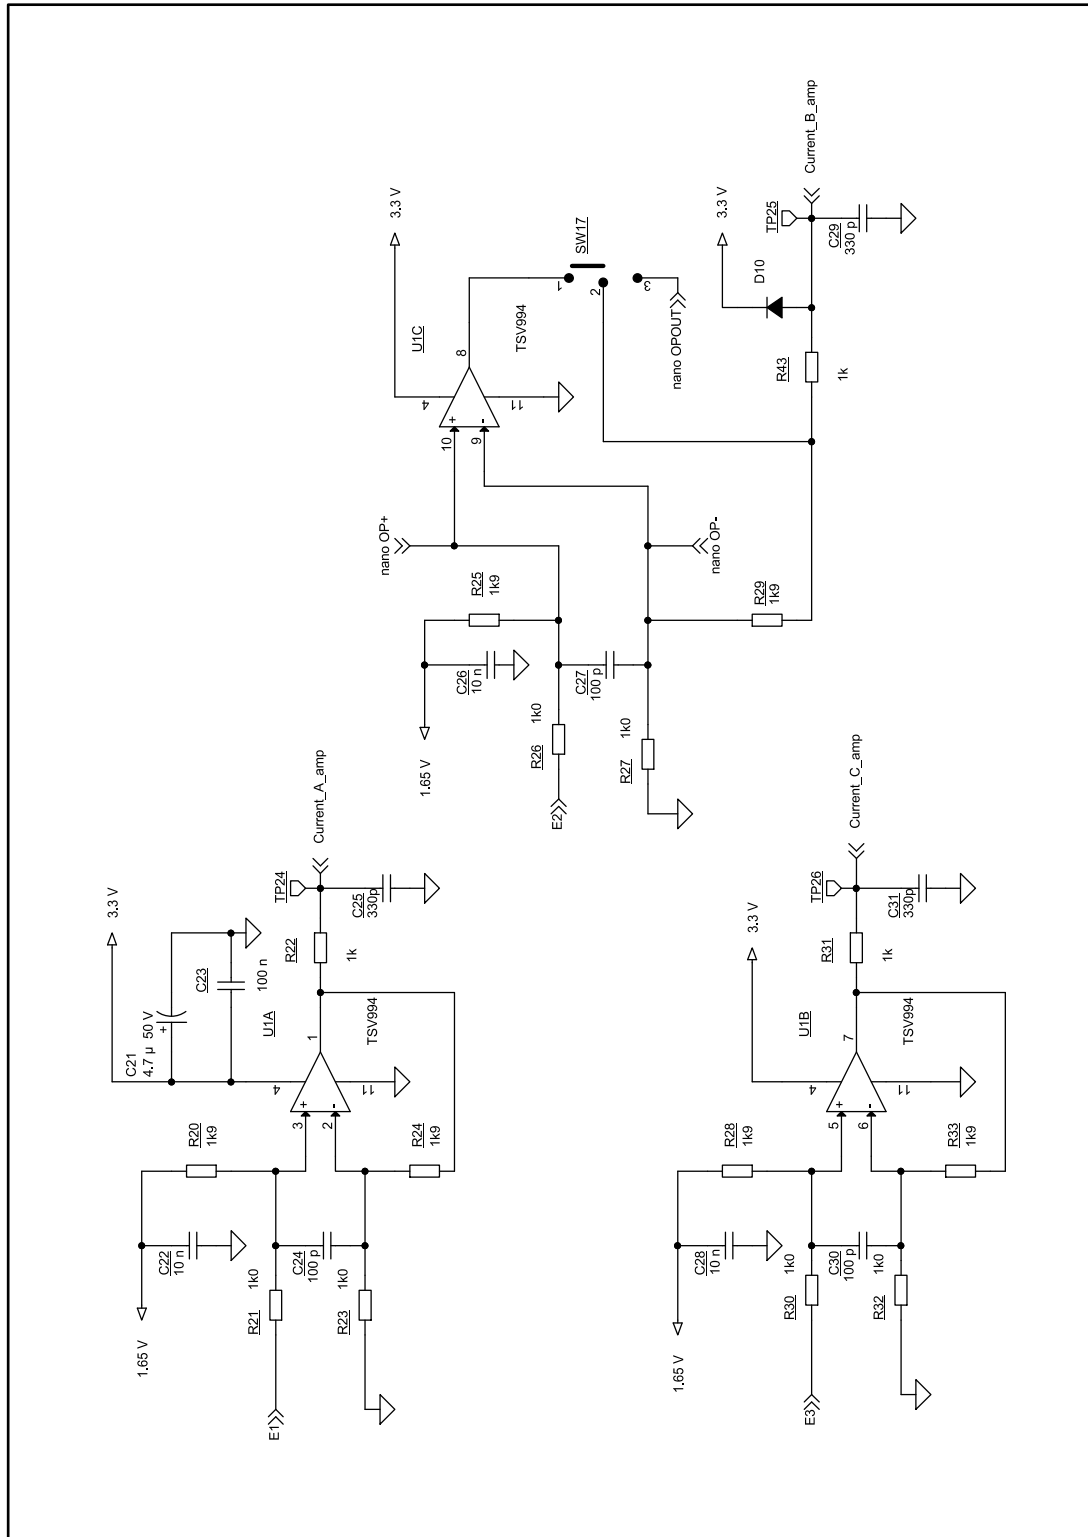 E1
1.65 V
R21
1k0
C22
10 n
R20
1k9
C24
100 p
R23
1k0
R24
1k9
C21
4.7 µ 50 V
+
C23
100 n
3.3 V
U1A
TSV994
+
-
3
2
4
11
1
R22
1k
TP24
C25
330p
Current_A_amp
E3
1.65 V
R30
1k0
C28
10 n
R28
1k9
C30
100 p
R32
1k0
R33
1k9
3.3 V
U1B
TSV994
+
-
5
6
4
11
7
R31
1k
TP26
C31
330p
Current_C_amp
E2
1.65 V
R26
1k0
C26
10 n
R25
1k9
C27
100 p
R27
1k0
R29
1k9
nano OP+
nano OP-
3.3 V
U1C
TSV994
+
-
10
9
4
11
8
SW17
1
2
3
nano OPOUT
R43
1k
D10
3.3 V
TP25
C29
330 p
Current_B_amp